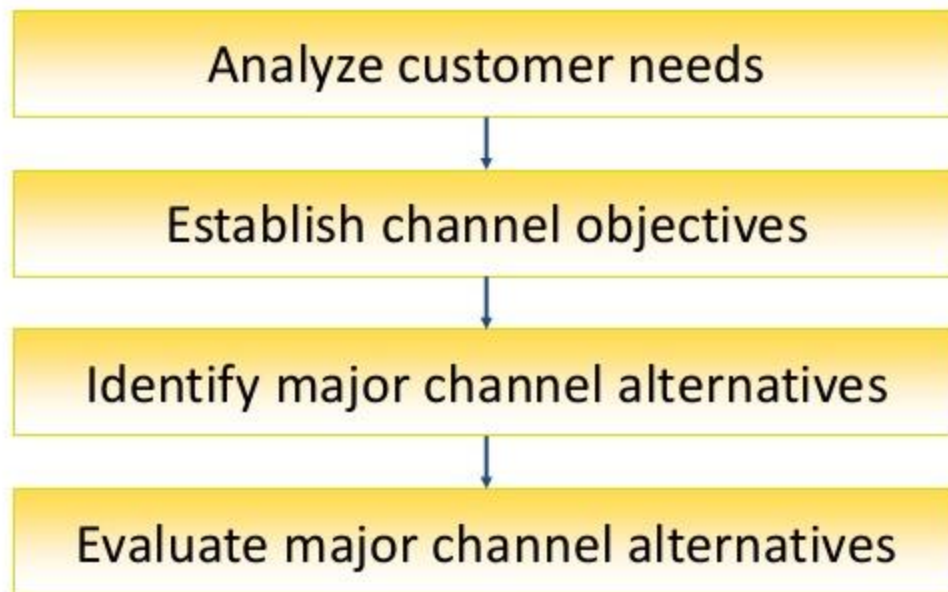 Analyze customer needs
Establish channel objectives
Identify major channel alternatives
Evaluate major channel alternatives